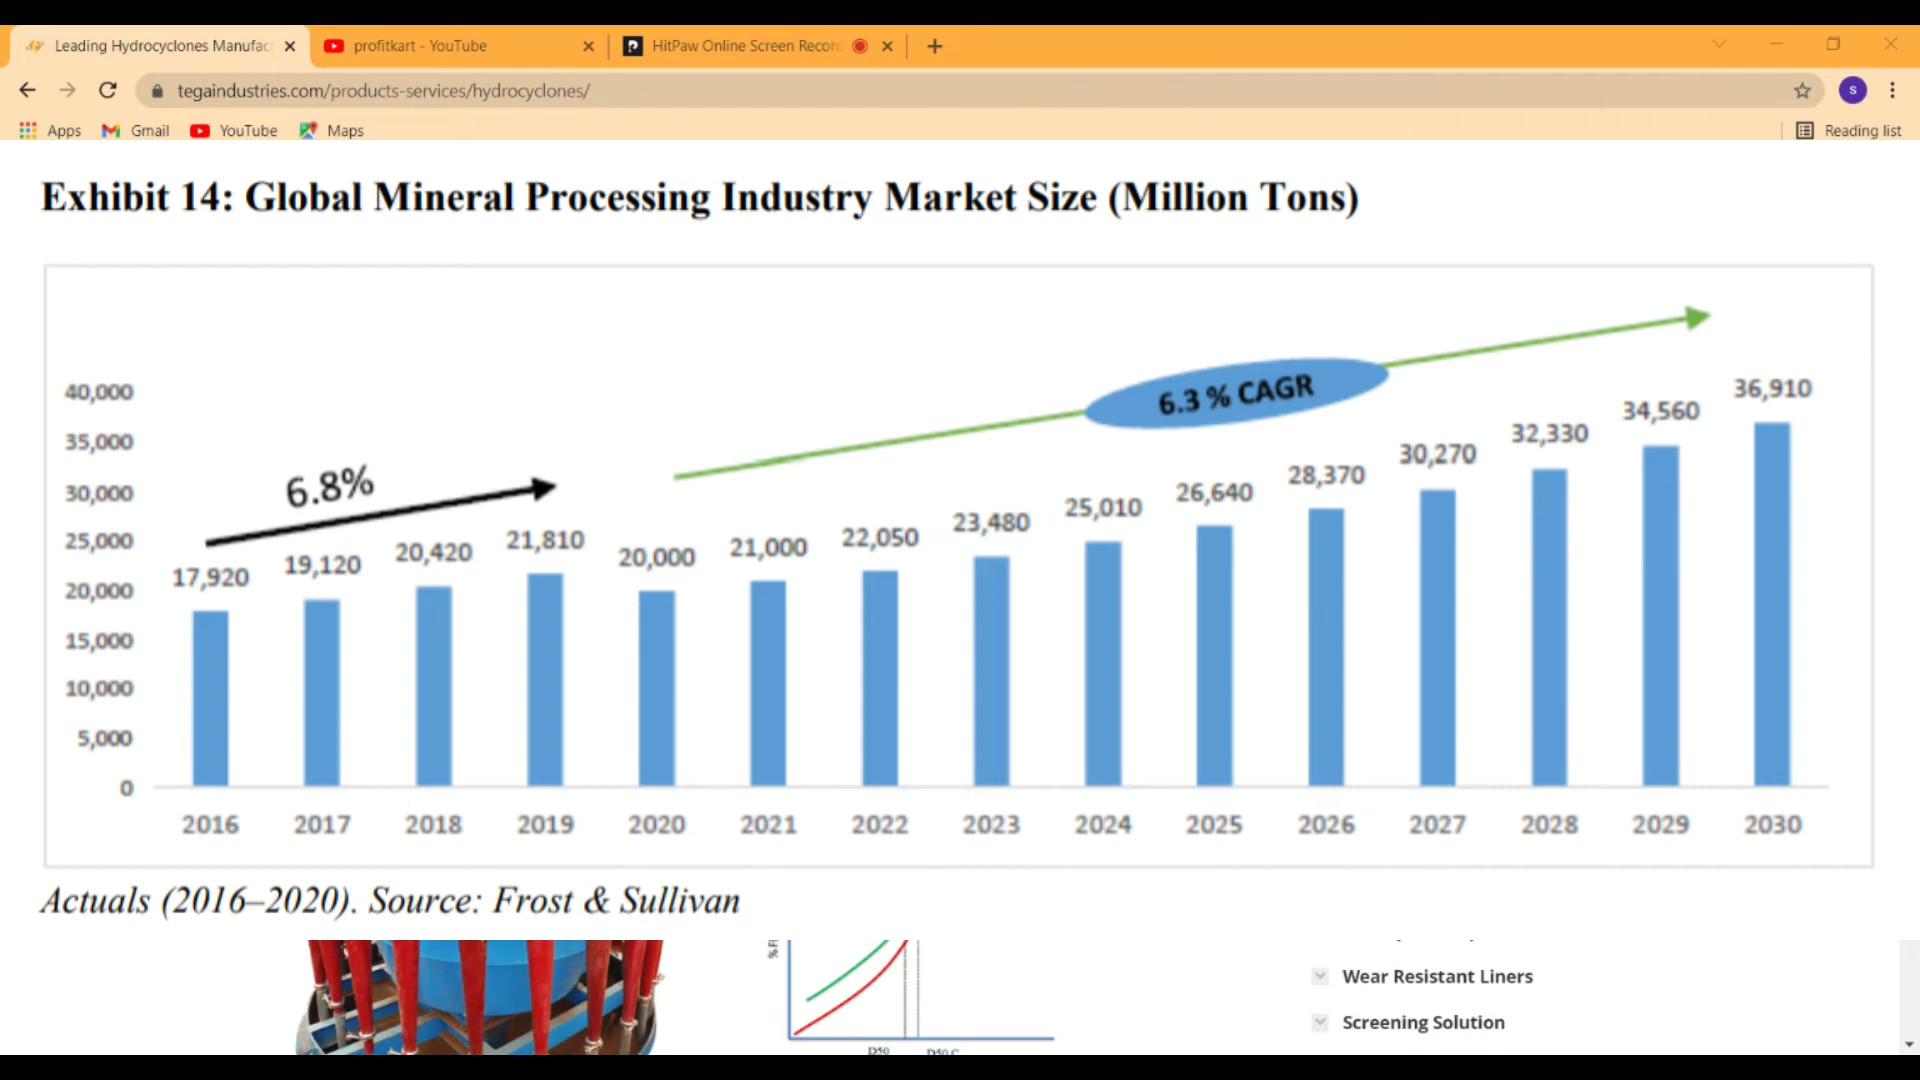 Leading Hydrocyclones Manufac
profitkart - YouTube
HitPaw Online Screen Recor
tegaindustries.com/products-services/hydrocyclones/
S
Apps
Gmail
YouTube
Maps
Reading list
Exhibit 14: Global Mineral Processing Industry Market Size (Million Tons)
40,000
35,000
30,000
25,000
20,000
15,000
10,000
5,000
0
6.8%
6.3 % CAGR
17,920
19,120
20,420
21,810
20,000
21,000
22,050
23,480
25,010
26,640
28,370
30,270
32,330
34,560
36,910
2016 2017 2018 2019 2020 2021 2022 2023 2024 2025 2026 2027 2028 2029 2030
Actuals (2016–2020). Source: Frost & Sullivan
Wear Resistant Liners
Screening Solution